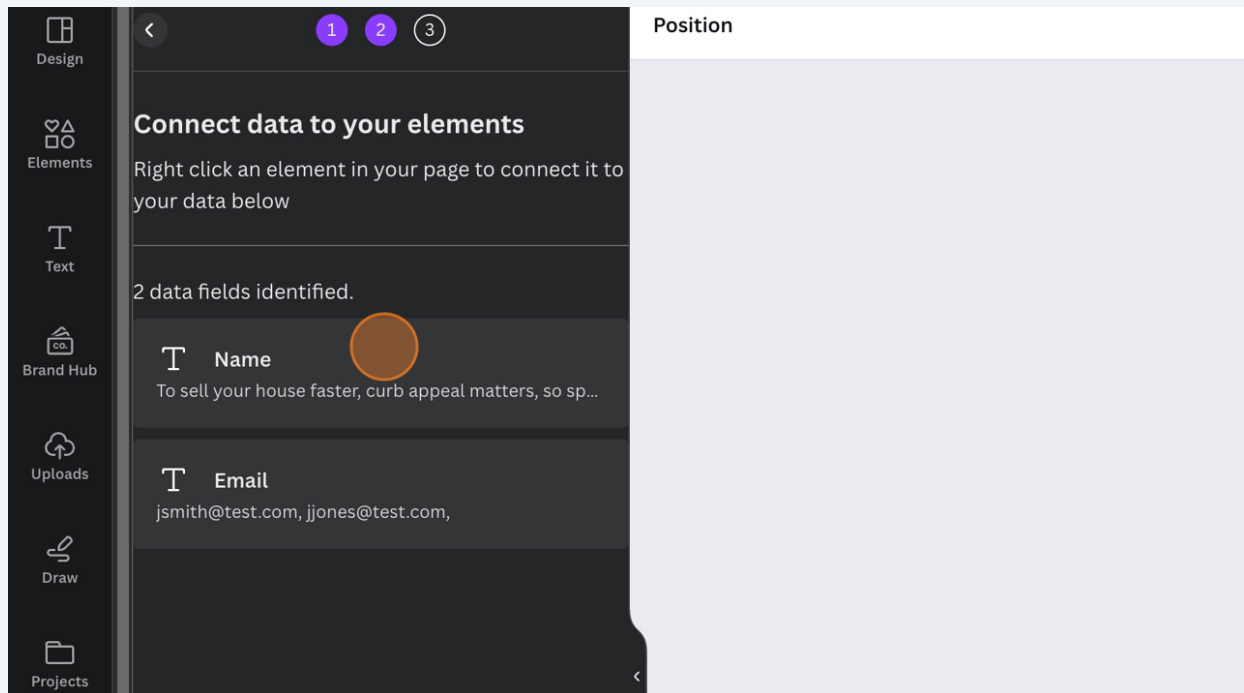 Design
Elements
Text
CO.
Brand Hub
Uploads
Draw
Projects
1 2 3
Connect data to your elements
Right click an element in your page to connect it to
your data below
2 data fields identified.
Name
To sell your house faster, curb appeal matters, so sp...
Email
jsmith@test.com, jjones@test.com,
Position